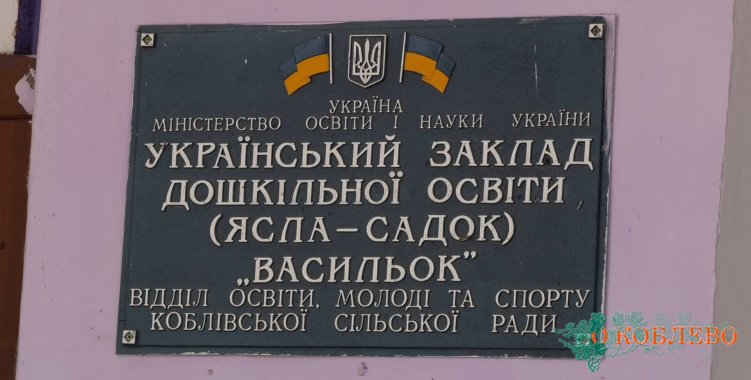 УКРАЇНА
МІНІСТЕРСТВО ОСВІТИ І НАУКИ УКРАЇНИ
УКРАЇНСЬКИЙ ЗАКЛАД
ДОШКІЛЬНОЇ ОСВІТИ
(ЯСЛА – САДОК)
„ВАСИЛЬОК”
ВІДДІЛ ОСВІТИ, МОЛОДІ ТА СПОРТУ
КОБЛІВСЬКОЇ СІЛЬСЬКОЇ РАДИ
О КОБЛЕВО